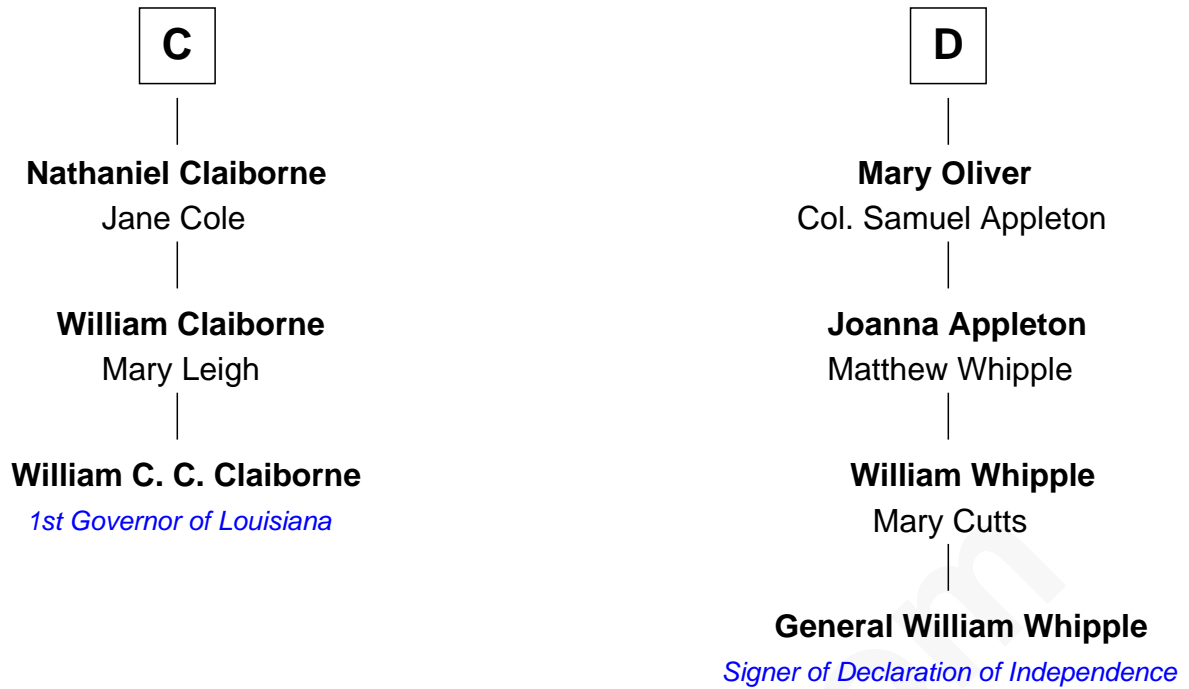 C
Nathaniel Claiborne
Jane Cole
William Claiborne
Mary Leigh
William C. C. Claiborne
1st Governor of Louisiana
D
Mary Oliver
Col. Samuel Appleton
Joanna Appleton
Matthew Whipple
William Whipple
Mary Cutts
General William Whipple
Signer of Declaration of Independence